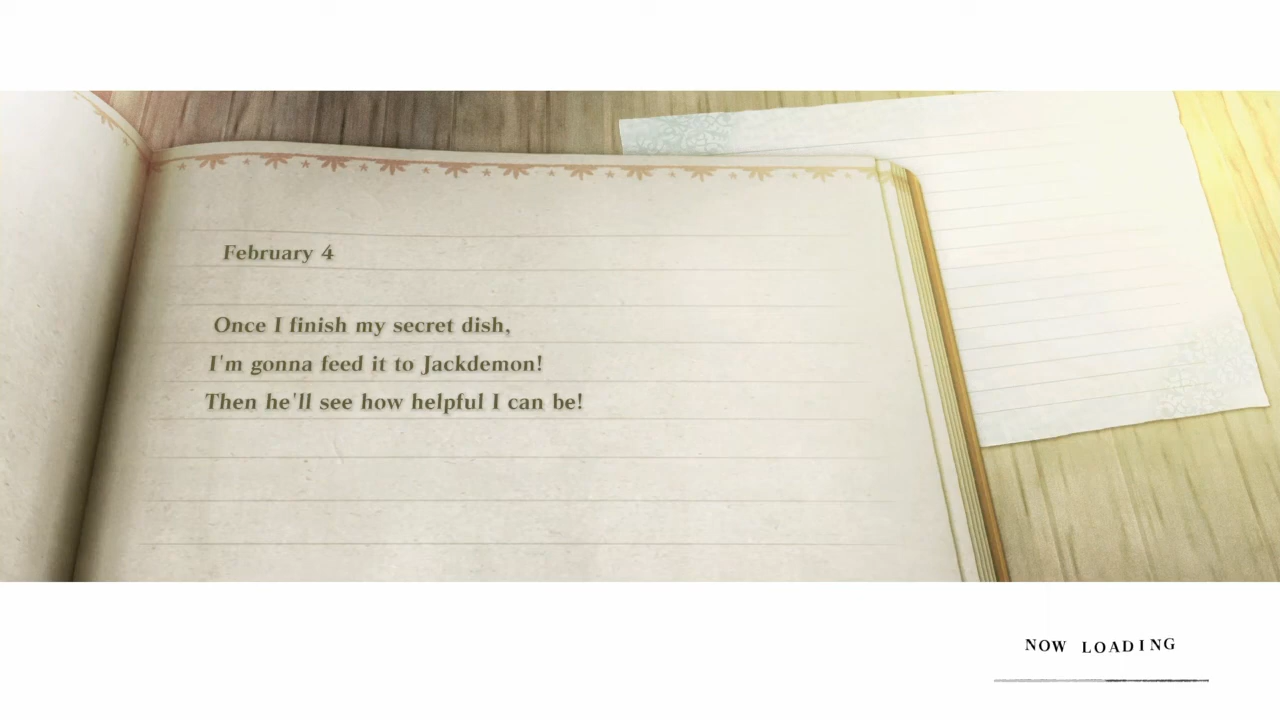 February 4
Once I finish my secret dish,
I'm gonna feed it to Jackdemon!
Then he'll see how helpful I can be!
NOW LOADING